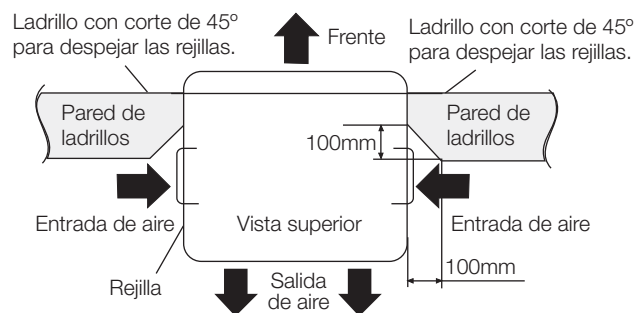 Ladrillo con corte de 45º
para despejar las rejillas.
Frente
Ladrillo con corte de 45º
para despejar las rejillas.
Pared de
ladrillos
100mm
Pared de
ladrillos
Entrada de aire
Vista superior
Entrada de aire
Rejilla
Salida
de aire
100mm